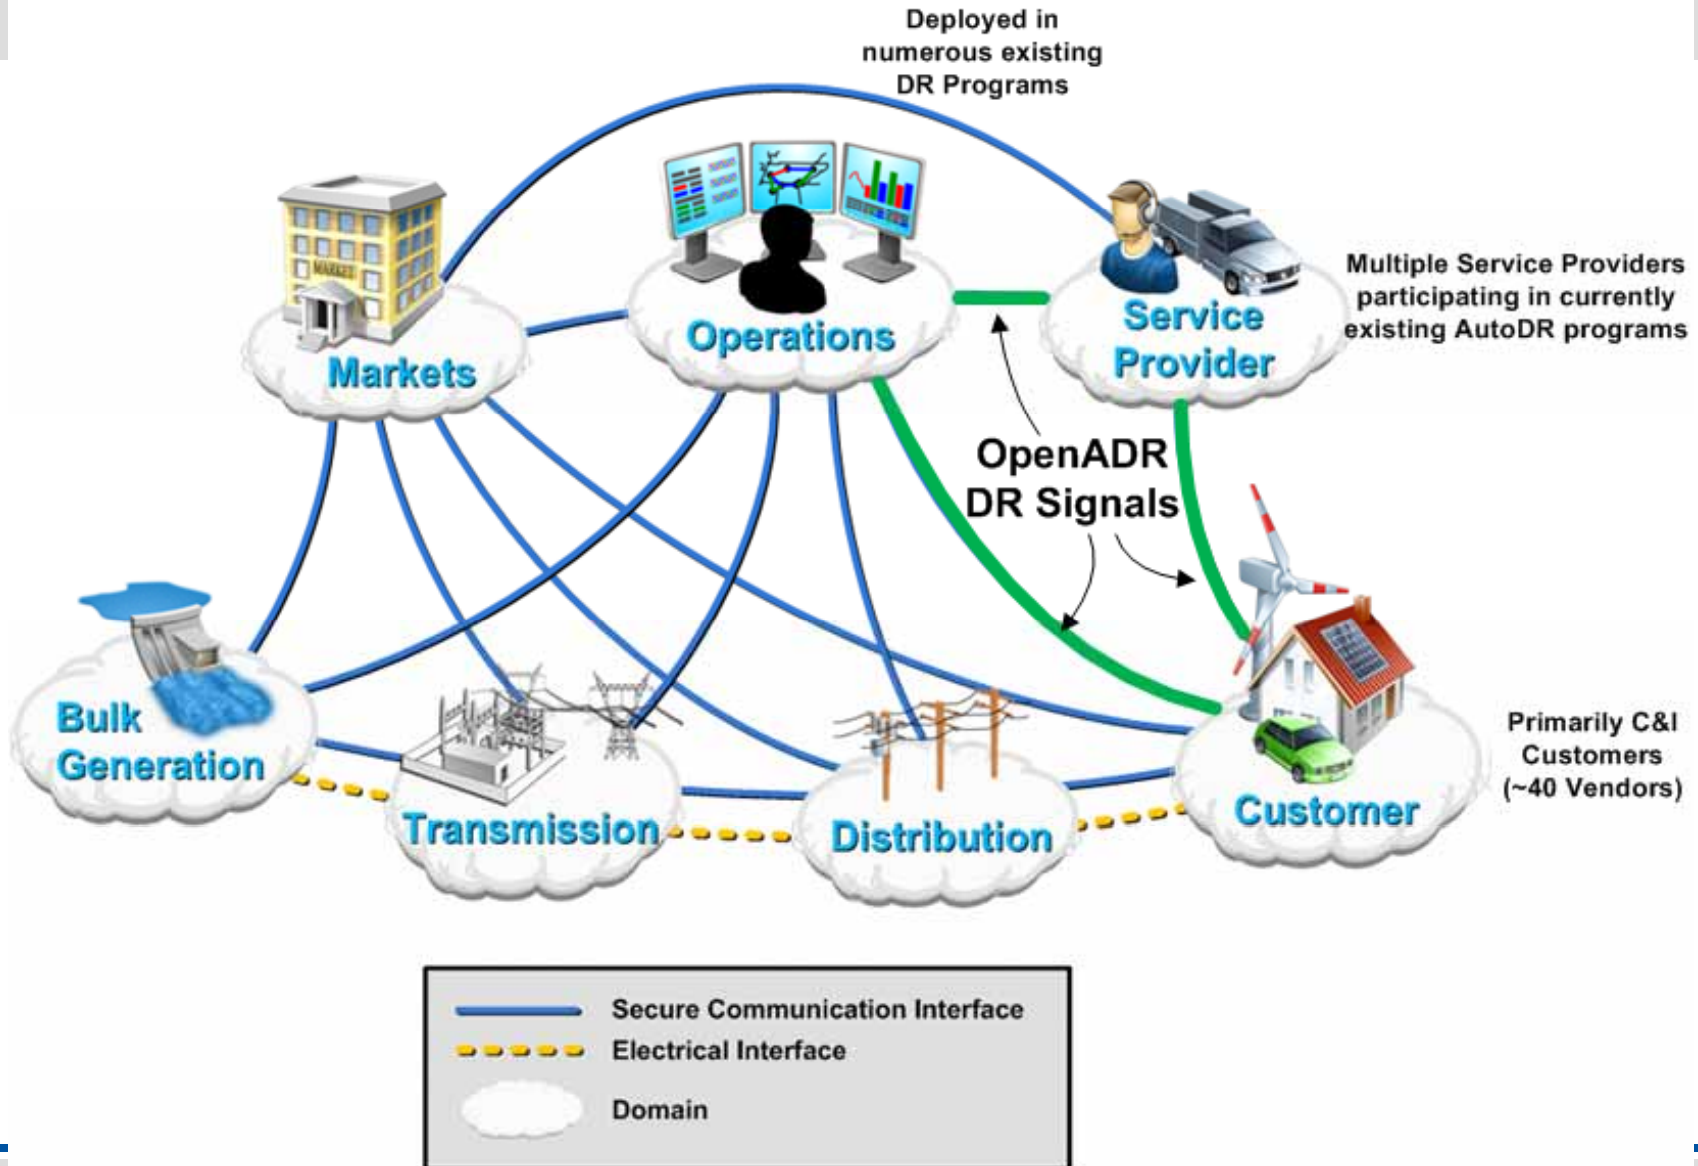 Deployed in
numerous existing
DR Programs
MARKET
Markets
Operations
Service
Provider
Multiple Service Providers
participating in currently
existing AutoDR programs
OpenADR
DR Signals
Bulk
Generation
Transmission
Distribution
Customer
Primarily C&I
Customers
(~40 Vendors)
Secure Communication Interface
Electrical Interface
Domain